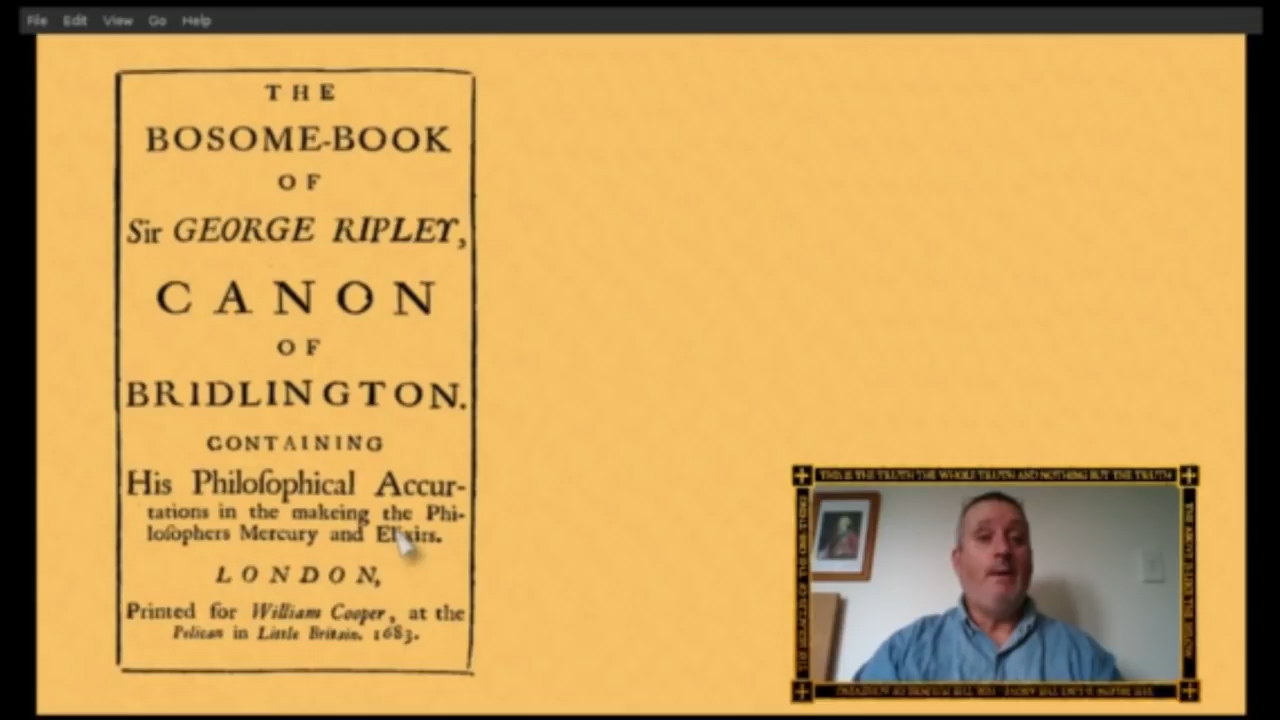 File Edit View Go Help
THE
BOSOME-BOOK
OF
Sir GEORGE RIPLEY,
CANON
OF
BRIDLINGTON.
CONTAINING
His Philoſophical Accur-
tations in the makeing the Phi-
loſophers Mercury and Elixirs.
LONDON,
Printed for William Cooper, at the
Pelican in Little Britain. 1683.
THIS IS THE TRUTH THE WHOLE TRUTH AND NOTHING BUT THE TRUTH